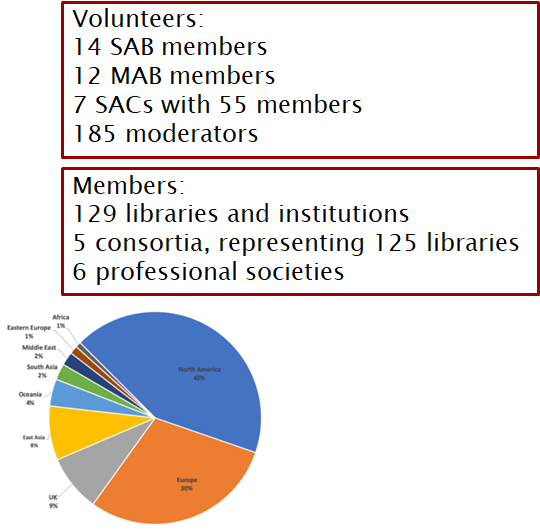 Volunteers:
14 SAB members
12 MAB members
7 SACs with 55 members
185 moderators
Members:
129 libraries and institutions
5 consortia, representing 125 libraries
6 professional societies
Africa
1%
Eastern Europe
1%
Middle East
2%
South Asia
2%
Oceania
4%
East Asia
8%
UK
9%
Europe
30%
North America
43%